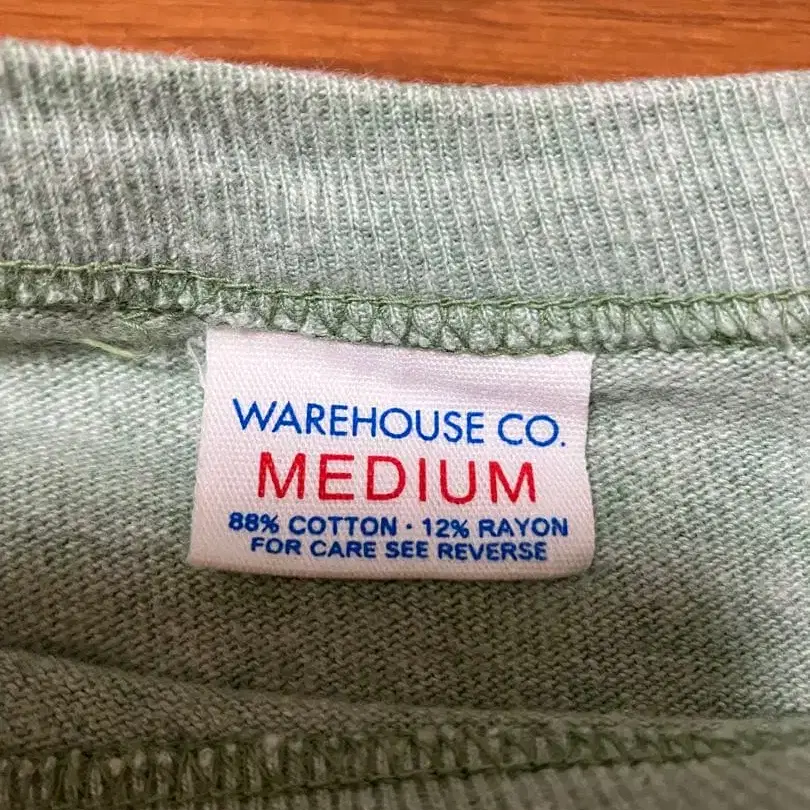 WAREHOUSE CO.
MEDIUM
88% COTTON · 12% RAYON
FOR CARE SEE REVERSE